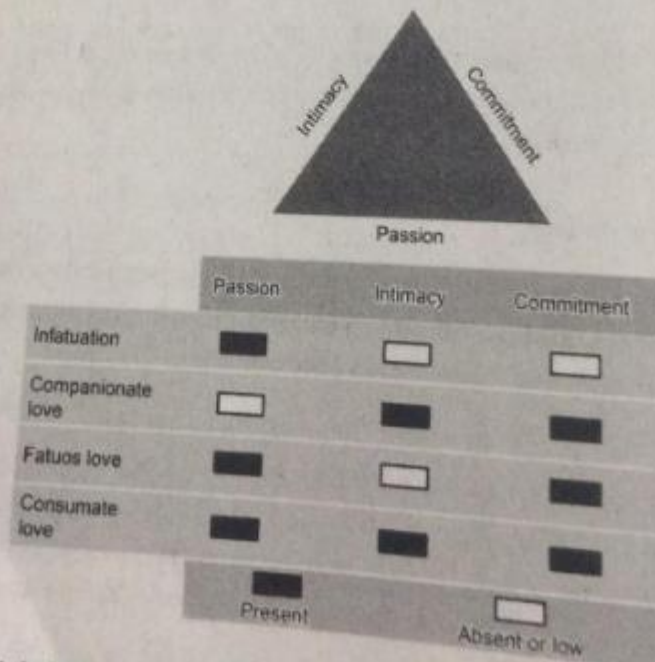 Intimacy
Commitment
Passion
Passion Intimacy Commitment
Infatuation
Companionate
love
Fatuos love
Consumate
love
Present
Absent or low